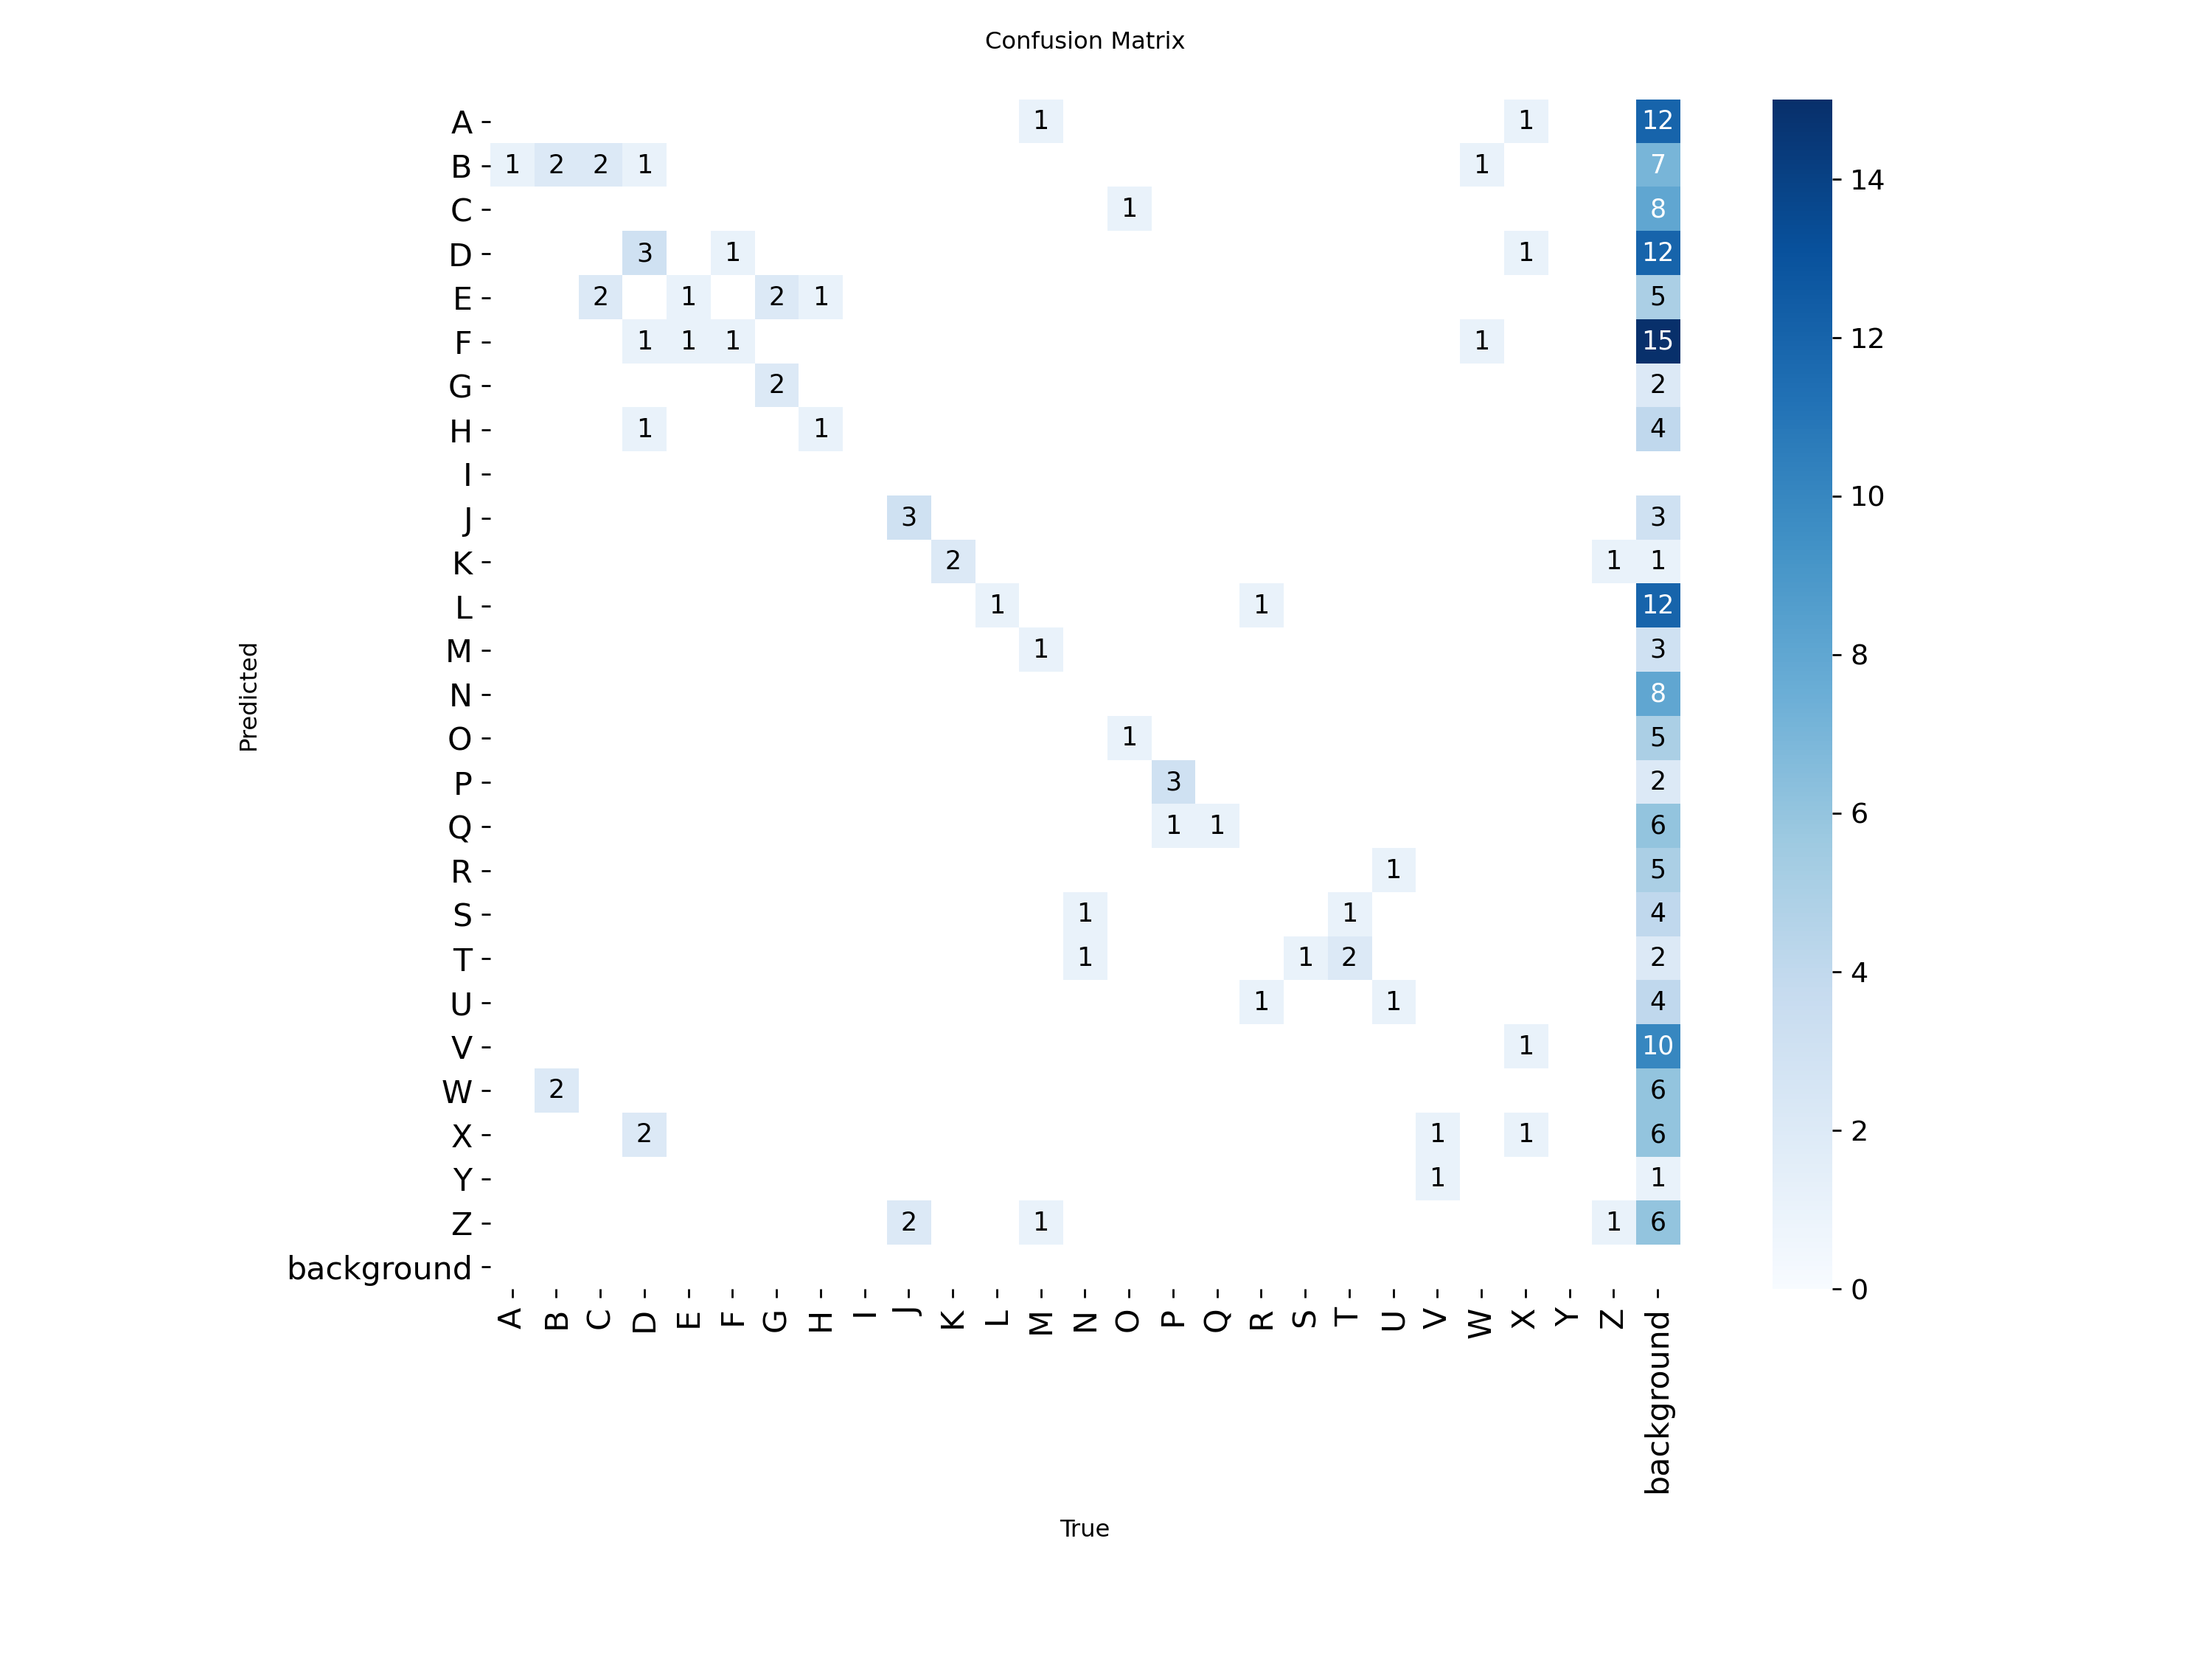 Confusion Matrix
A 1 1 12
B 1 2 2 1 1 7
C 1 8
D 3 1 1 12
E 2 1 2 1 5
F 1 1 1 1 15
G 2 2
H 1 1 4
I
J 3 3
K 2 1 1
L 1 1 12
M 1 3
N 8
O 1 5
P 3 2
Q 1 1 6
R 1 5
S 1 1 4
T 1 1 2 2
U 1 1 4
V 1 10
W 2 6
X 2 1 1 6
Y 1 1
Z 2 1 1 6
background
A B C D E F G H I J K L M N O P Q R S T U V W X Y Z background
Predicted
True
14
12
10
8
6
4
2
0